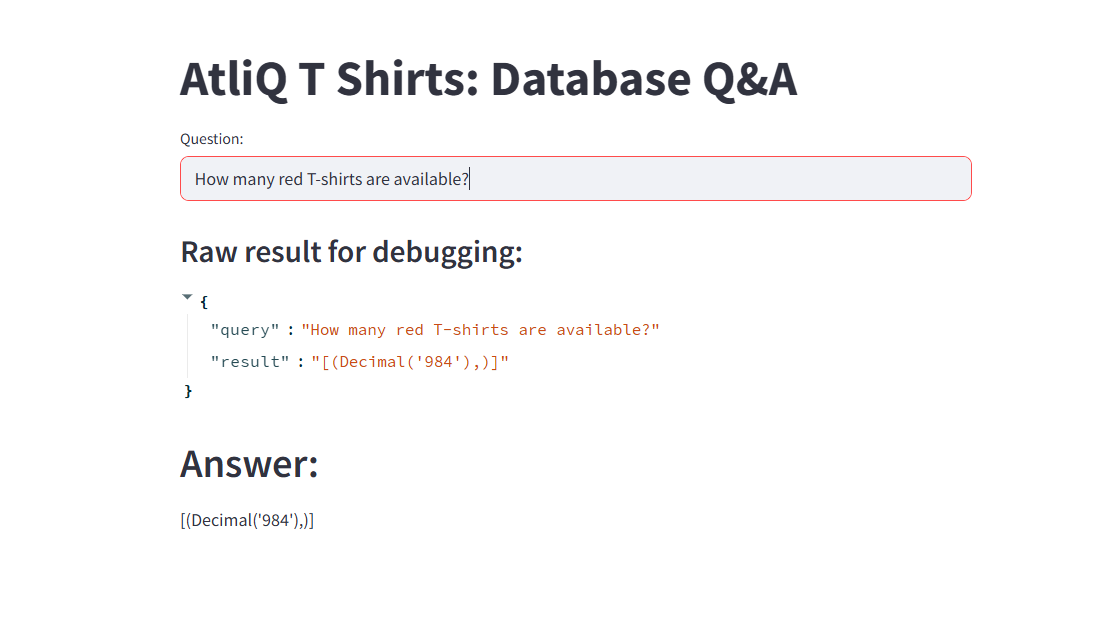 AtliQ T Shirts: Database Q&A
Question:
How many red T-shirts are available?
Raw result for debugging:
{
"query" : "How many red T-shirts are available?"
"result" : "[(Decimal('984'),)]"
}
Answer:
[(Decimal('984'),)]